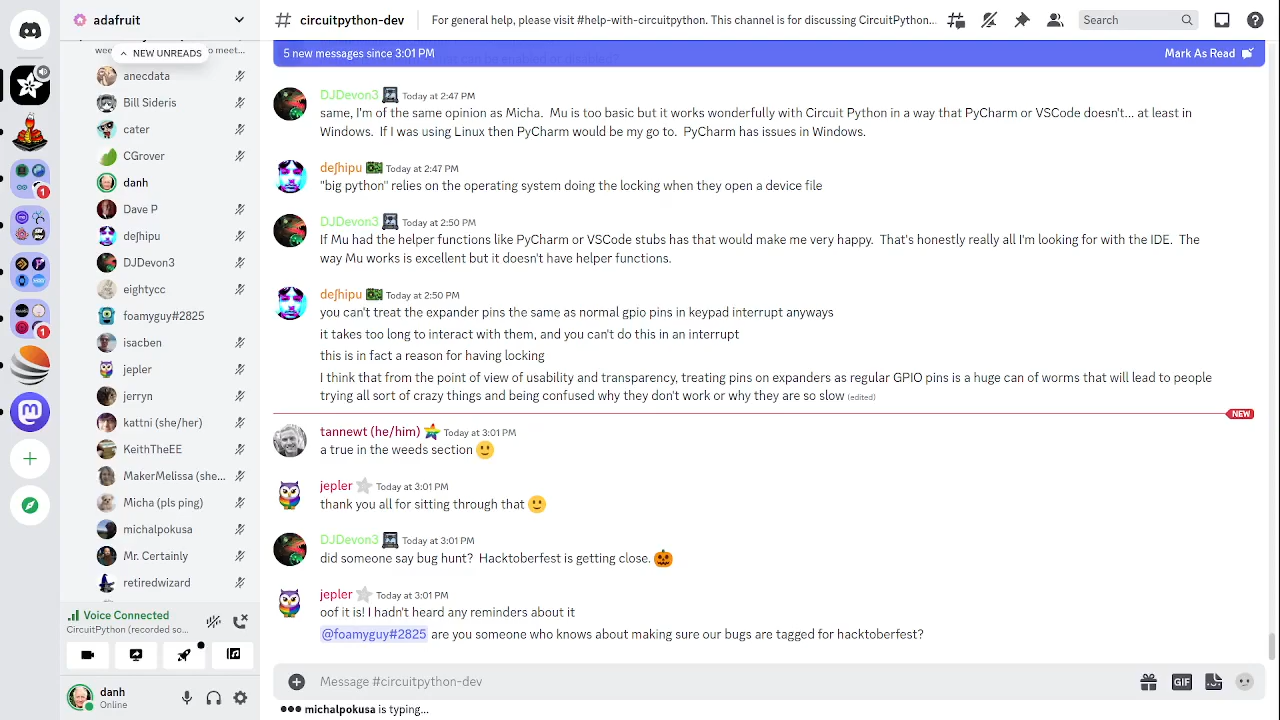 adafruit
circuitpython-dev
For general help, please visit #help-with-circuitpython. This channel is for discussing CircuitPython...
Search
NEW UNREADS
5 new messages since 3:01 PM
Mark As Read
anecdata
Bill Sideris
cater
CGrover
danh
Dave P
deʃhipu
DJDevon3
eightycc
foamyguy#2825
isacben
jepler
jerryn
kattni (she/her)
KeithTheEE
MakerMelissa (she...
Micha (pls ping)
michalpokusa
Mr. Certainly
retiredwizard
Voice Connected
CircuitPython (recorded so...
danh
Online
1
1
DJDevon3 Today at 2:47 PM
same, I'm of the same opinion as Micha. Mu is too basic but it works wonderfully with Circuit Python in a way that PyCharm or VSCode doesn't... at least in
Windows. If I was using Linux then PyCharm would be my go to. PyCharm has issues in Windows.
deʃhipu Today at 2:47 PM
"big python" relies on the operating system doing the locking when they open a device file
DJDevon3 Today at 2:50 PM
If Mu had the helper functions like PyCharm or VSCode stubs has that would make me very happy. That's honestly really all I'm looking for with the IDE. The
way Mu works is excellent but it doesn't have helper functions.
deʃhipu Today at 2:50 PM
you can't treat the expander pins the same as normal gpio pins in keypad interrupt anyways
it takes too long to interact with them, and you can't do this in an interrupt
this is in fact a reason for having locking
I think that from the point of view of usability and transparency, treating pins on expanders as regular GPIO pins is a huge can of worms that will lead to people
trying all sort of crazy things and being confused why they don't work or why they are so slow (edited)
NEW
tannewt (he/him) Today at 3:01 PM
a true in the weeds section 🙂
jepler Today at 3:01 PM
thank you all for sitting through that 🙂
DJDevon3 Today at 3:01 PM
did someone say bug hunt? Hacktoberfest is getting close. 🎃
jepler Today at 3:01 PM
oof it is! I hadn't heard any reminders about it
@foamyguy#2825 are you someone who knows about making sure our bugs are tagged for hacktoberfest?
Message #circuitpython-dev
GIF
michalpokusa is typing...